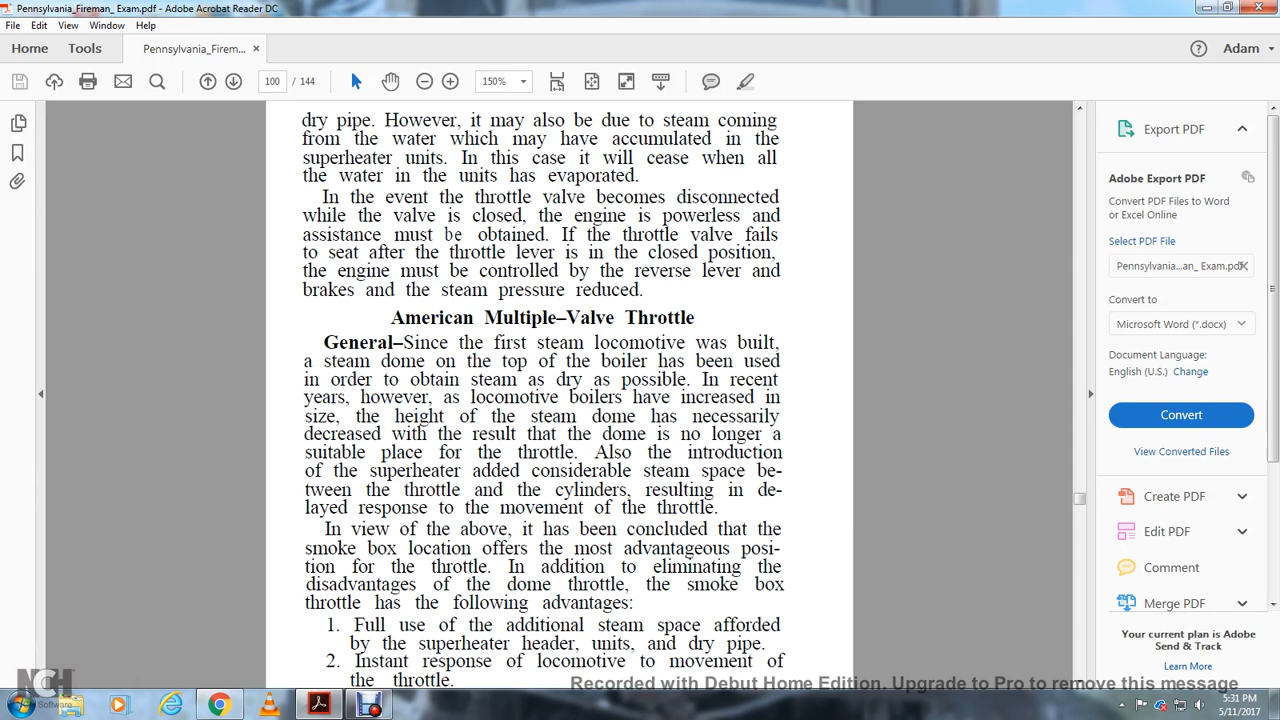 Pennsylvania_Fireman_ Exam.pdf - Adobe Acrobat Reader DC
File Edit View Window Help
Home Tools Pennsylvania_Firem... × Adam
100 / 144 150%
dry pipe. However, it may also be due to steam coming
from the water which may have accumulated in the
superheater units. In this case it will cease when all
the water in the units has evaporated.
In the event the throttle valve becomes disconnected
while the valve is closed, the engine is powerless and
assistance must be obtained. If the throttle valve fails
to seat after the throttle lever is in the closed position,
the engine must be controlled by the reverse lever and
brakes and the steam pressure reduced.
American Multiple–Valve Throttle
General–Since the first steam locomotive was built,
a steam dome on the top of the boiler has been used
in order to obtain steam as dry as possible. In recent
years, however, as locomotive boilers have increased in
size, the height of the steam dome has necessarily
decreased with the result that the dome is no longer a
suitable place for the throttle. Also the introduction
of the superheater added considerable steam space be-
tween the throttle and the cylinders, resulting in de-
layed response to the movement of the throttle.
In view of the above, it has been concluded that the
smoke box location offers the most advantageous posi-
tion for the throttle. In addition to eliminating the
disadvantages of the dome throttle, the smoke box
throttle has the following advantages:
1. Full use of the additional steam space afforded
by the superheater header, units, and dry pipe.
2. Instant response of locomotive to movement of
the throttle.
Export PDF
Adobe Export PDF
Convert PDF Files to Word
or Excel Online
Select PDF File
Pennsylvania...an_ Exam.pdf
Convert to
Microsoft Word (*.docx)
Document Language:
English (U.S.) Change
Convert
View Converted Files
Create PDF
Edit PDF
Comment
Merge PDF
Your current plan is Adobe
Send & Track
Learn More
NCH
Software
Recorded with Debut Home Edition. Upgrade to Pro to remove this message
5:31 PM
5/11/2017